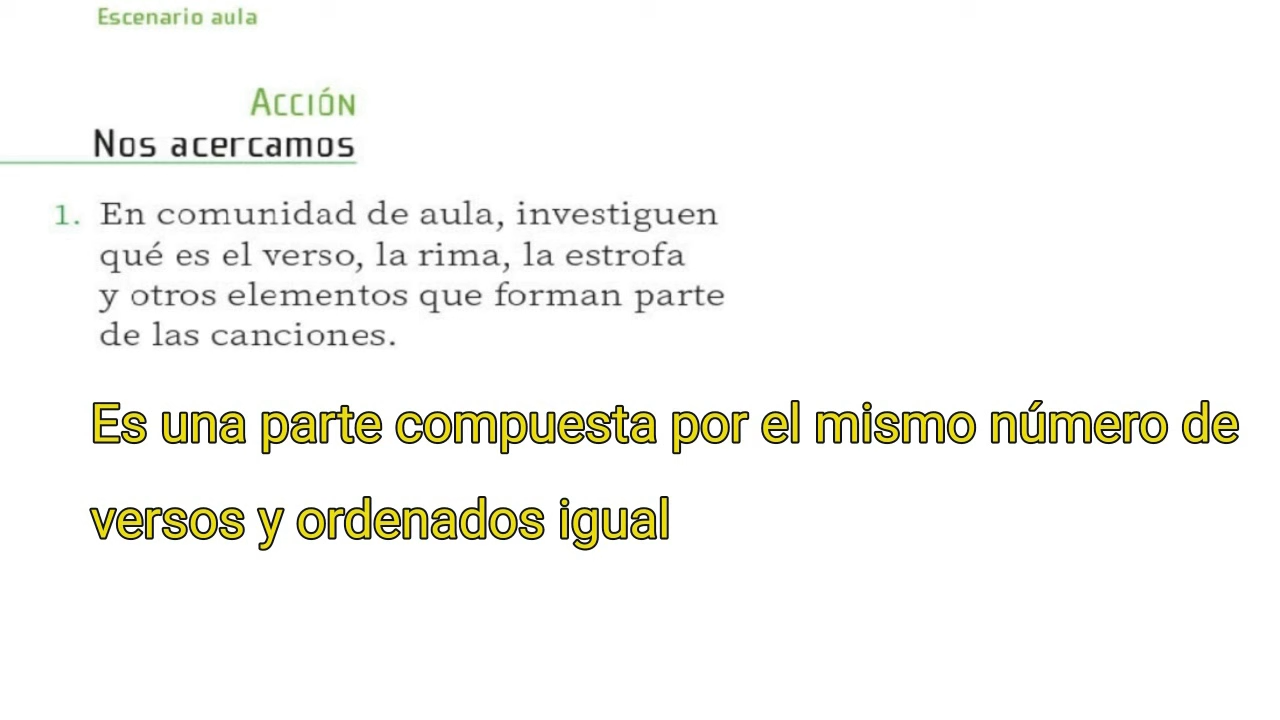 Escenario aula
ACCIÓN
Nos acercamos
1. En comunidad de aula, investiguen
qué es el verso, la rima, la estrofa
y otros elementos que forman parte
de las canciones.
Es una parte compuesta por el mismo número de
versos y ordenados igual